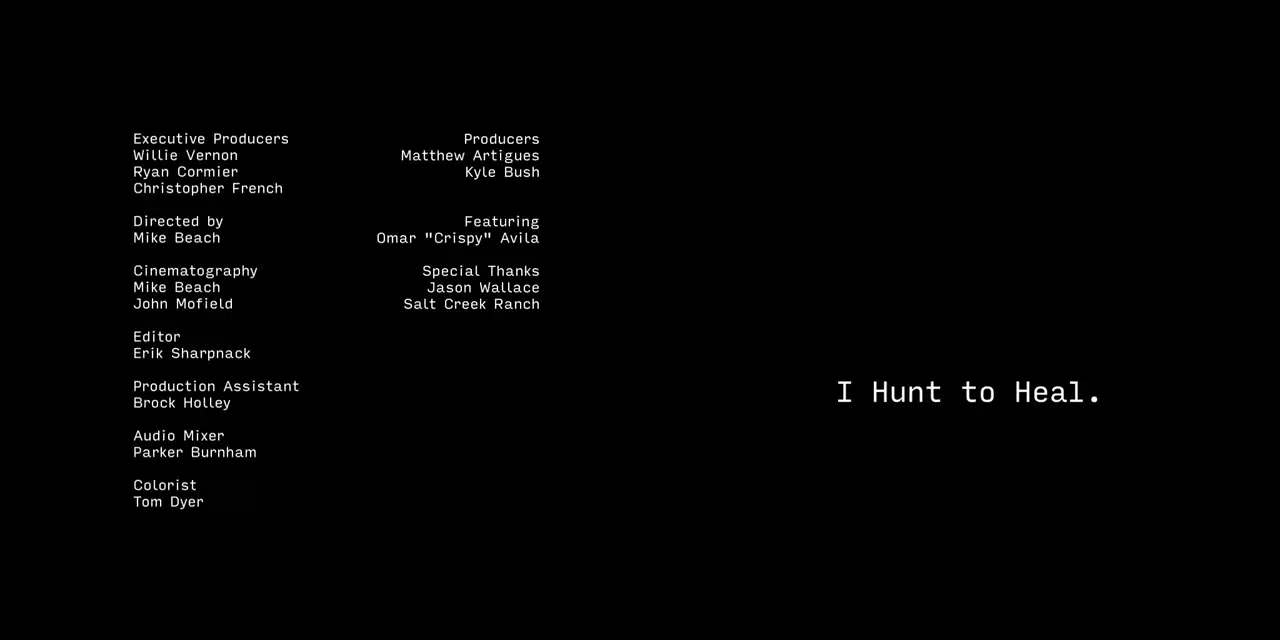 Executive Producers
Willie Vernon
Ryan Cormier
Christopher French
Directed by
Mike Beach
Cinematography
Mike Beach
John Mofield
Editor
Erik Sharpnack
Production Assistant
Brock Holley
Audio Mixer
Parker Burnham
Colorist
Tom Dyer
Producers
Matthew Artigues
Kyle Bush
Featuring
Omar "Crispy" Avila
Special Thanks
Jason Wallace
Salt Creek Ranch
I Hunt to Heal.